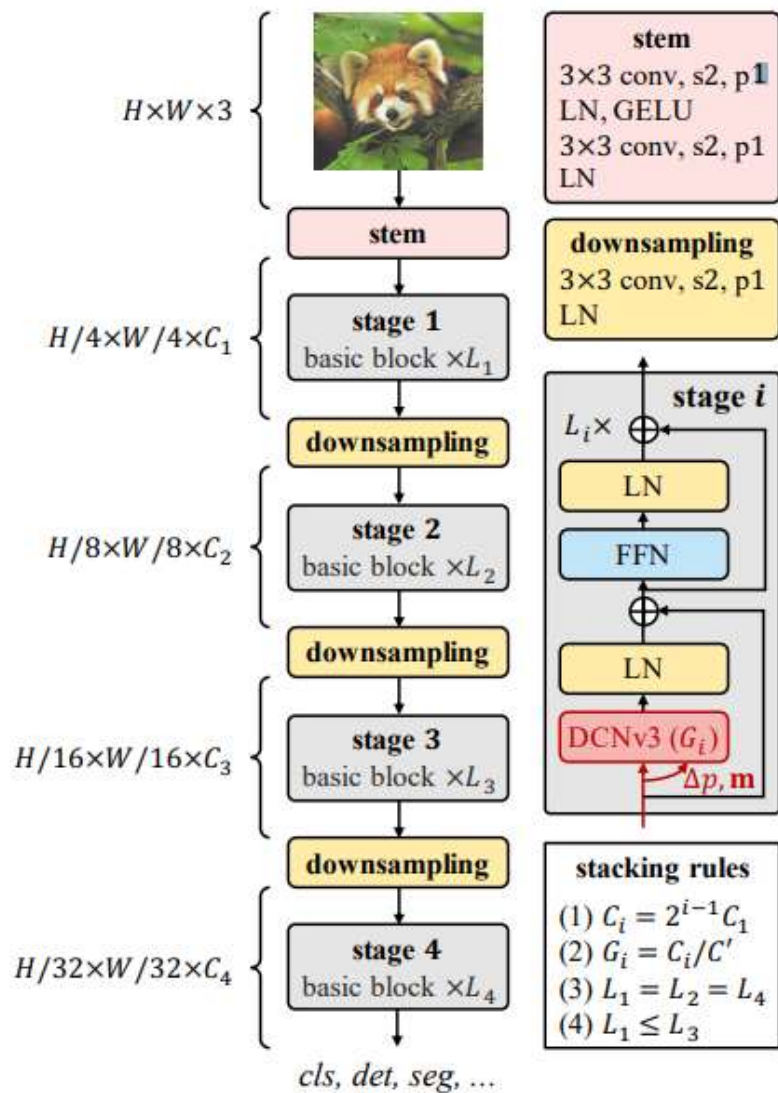 H×W×3
stem
H/4×W/4×C₁
stage 1
basic block ×L₁
downsampling
H/8×W/8×C₂
stage 2
basic block ×L₂
downsampling
H/16×W/16×C₃
stage 3
basic block ×L₃
downsampling
H/32×W/32×C₄
stage 4
basic block ×L₄
cls, det, seg, ...
stem
3×3 conv, s2, p1
LN, GELU
3×3 conv, s2, p1
LN
downsampling
3×3 conv, s2, p1
LN
stage i
Lᵢ×
LN
FFN
LN
DCNv3 (Gᵢ)
Δp, m
stacking rules
(1) Cᵢ = 2ⁱ⁻¹C₁
(2) Gᵢ = Cᵢ/C′
(3) L₁ = L₂ = L₄
(4) L₁ ≤ L₃